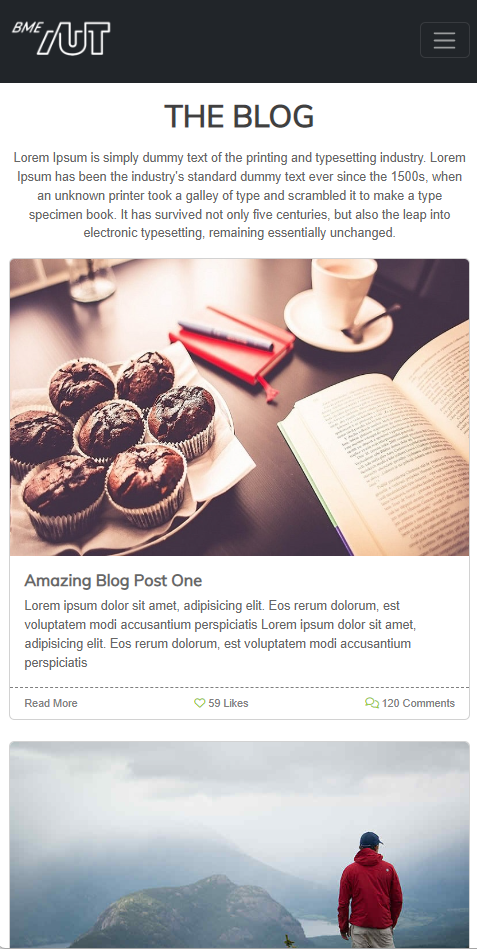 BME AUT
THE BLOG
Lorem Ipsum is simply dummy text of the printing and typesetting industry. Lorem
Ipsum has been the industry's standard dummy text ever since the 1500s, when
an unknown printer took a galley of type and scrambled it to make a type
specimen book. It has survived not only five centuries, but also the leap into
electronic typesetting, remaining essentially unchanged.
Amazing Blog Post One
Lorem ipsum dolor sit amet, adipisicing elit. Eos rerum dolorum, est
voluptatem modi accusantium perspiciatis Lorem ipsum dolor sit amet,
adipisicing elit. Eos rerum dolorum, est voluptatem modi accusantium
perspiciatis
Read More 59 Likes 120 Comments